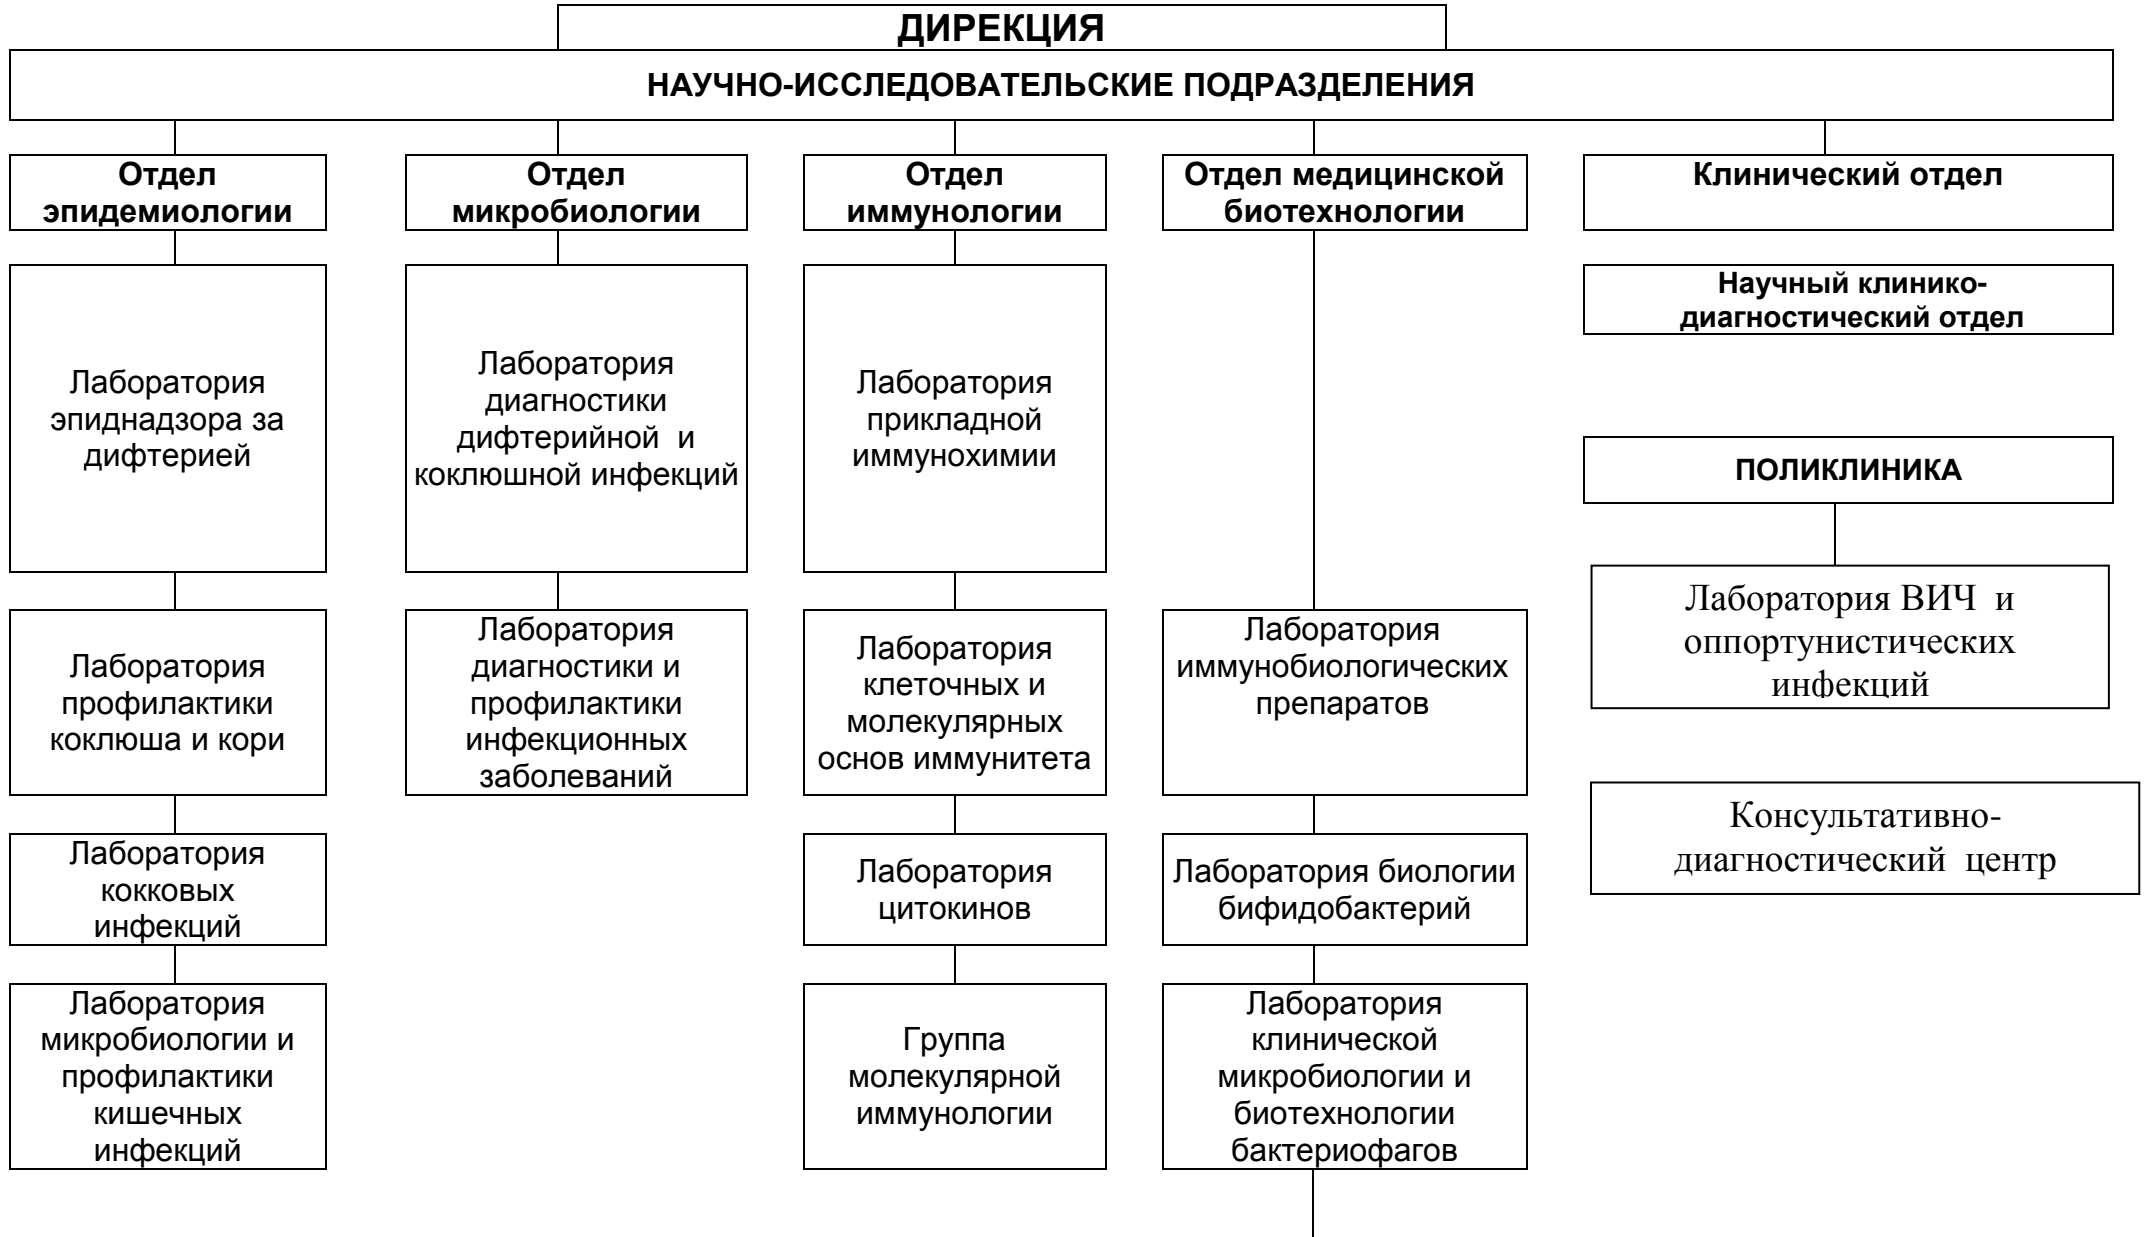 ДИРЕКЦИЯ
НАУЧНО-ИССЛЕДОВАТЕЛЬСКИЕ ПОДРАЗДЕЛЕНИЯ
Отдел
эпидемиологии
Лаборатория
эпиднадзора за
дифтерией
Лаборатория
профилактики
коклюша и кори
Лаборатория
кокковых
инфекций
Лаборатория
микробиологии и
профилактики
кишечных
инфекций
Отдел
микробиологии
Лаборатория
диагностики
дифтерийной и
коклюшной инфекций
Лаборатория
диагностики и
профилактики
инфекционных
заболеваний
Отдел
иммунологии
Лаборатория
прикладной
иммунохимии
Лаборатория
клеточных и
молекулярных
основ иммунитета
Лаборатория
цитокинов
Группа
молекулярной
иммунологии
Отдел медицинской
биотехнологии
Лаборатория
иммунобиологических
препаратов
Лаборатория биологии
бифидобактерий
Лаборатория
клинической
микробиологии и
биотехнологии
бактериофагов
Клинический отдел
Научный клинико-
диагностический отдел
ПОЛИКЛИНИКА
Лаборатория ВИЧ и
оппортунистических
инфекций
Консультативно-
диагностический центр